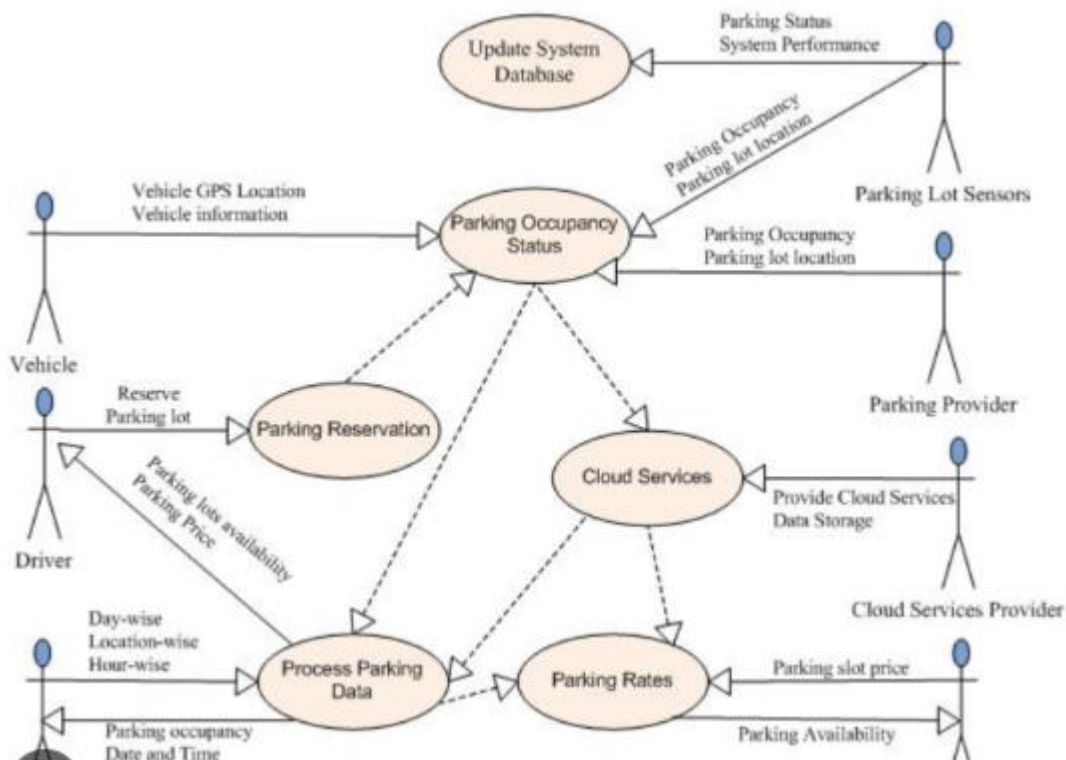 Parking Status
System Performance
Update System
Database
Parking Occupancy
Parking lot location
Parking Lot Sensors
Vehicle GPS Location
Vehicle information
Parking Occupancy
Status
Parking Occupancy
Parking lot location
Vehicle
Parking Provider
Reserve
Parking lot
Parking Reservation
Cloud Services
Provide Cloud Services
Data Storage
Parking lots availability
Parking Price
Driver
Cloud Services Provider
Day-wise
Location-wise
Hour-wise
Process Parking
Data
Parking Rates
Parking slot price
Parking occupancy
Date and Time
Parking Availability